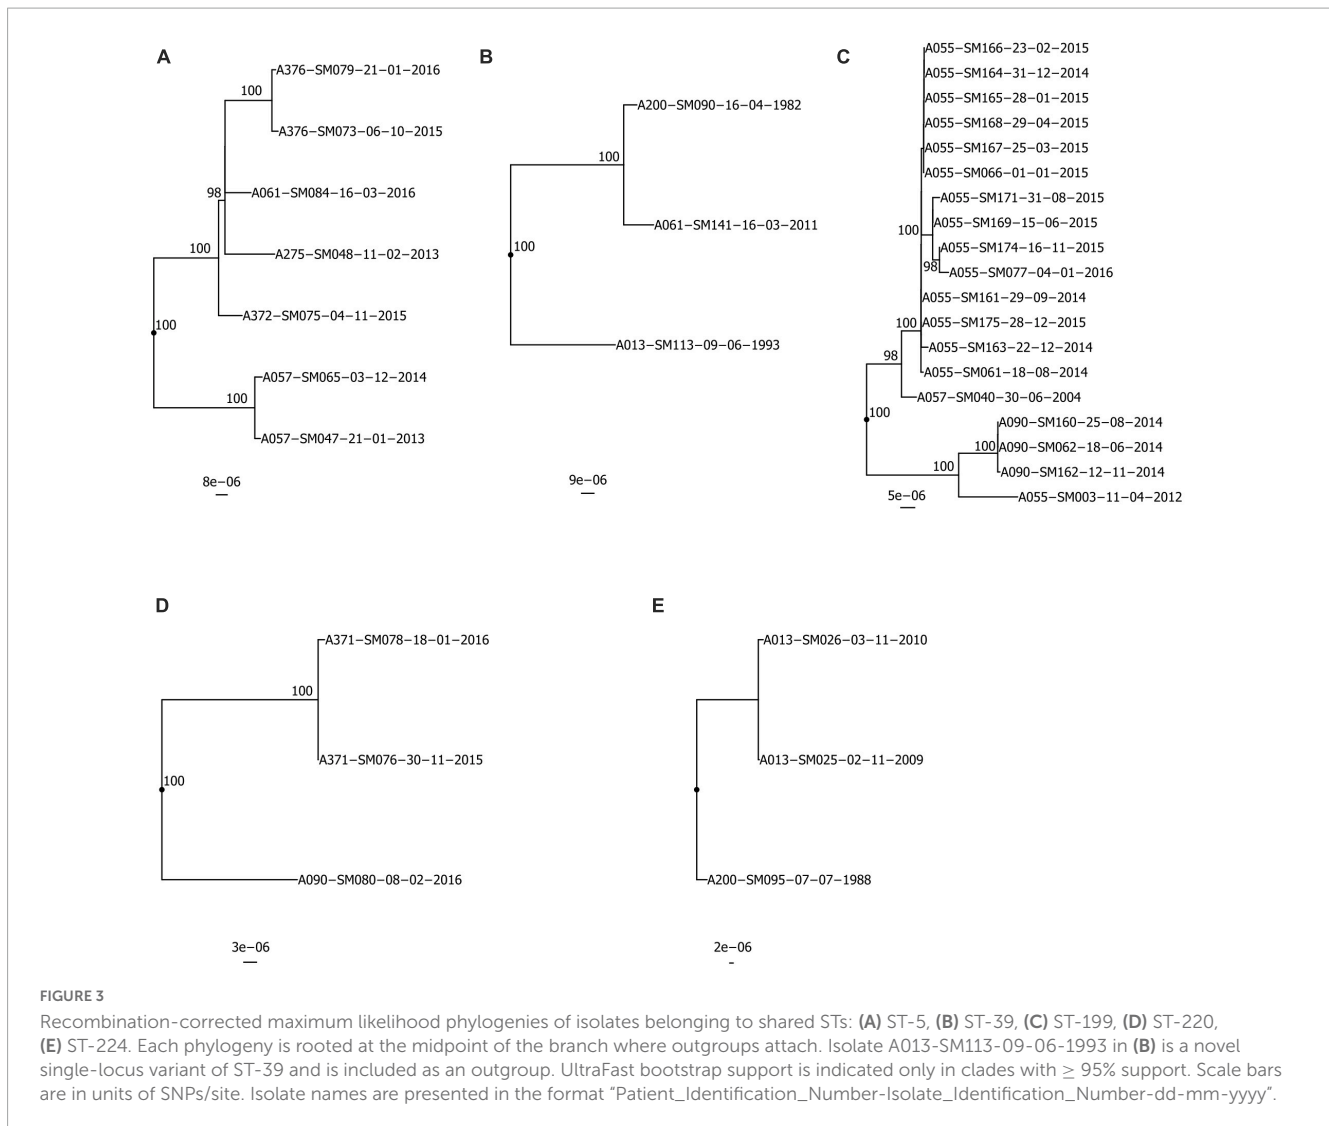 A
A376−SM079−21−01−2016
100
A376−SM073−06−10−2015
98
A061−SM084−16−03−2016
100
A275−SM048−11−02−2013
A372−SM075−04−11−2015
100
A057−SM065−03−12−2014
100
A057−SM047−21−01−2013
8e−06
B
A200−SM090−16−04−1982
100
A061−SM141−16−03−2011
100
A013−SM113−09−06−1993
9e−06
C
A055−SM166−23−02−2015
A055−SM164−31−12−2014
A055−SM165−28−01−2015
A055−SM168−29−04−2015
A055−SM167−25−03−2015
A055−SM066−01−01−2015
A055−SM171−31−08−2015
100
A055−SM169−15−06−2015
A055−SM174−16−11−2015
98
A055−SM077−04−01−2016
A055−SM161−29−09−2014
100
A055−SM175−28−12−2015
A055−SM163−22−12−2014
98
A055−SM061−18−08−2014
A057−SM040−30−06−2004
100
A090−SM160−25−08−2014
100
A090−SM062−18−06−2014
100
A090−SM162−12−11−2014
A055−SM003−11−04−2012
5e−06
D
A371−SM078−18−01−2016
100
A371−SM076−30−11−2015
100
A090−SM080−08−02−2016
3e−06
E
A013−SM026−03−11−2010
A013−SM025−02−11−2009
A200−SM095−07−07−1988
2e−06
FIGURE 3
Recombination-corrected maximum likelihood phylogenies of isolates belonging to shared STs: (A) ST-5, (B) ST-39, (C) ST-199, (D) ST-220,
(E) ST-224. Each phylogeny is rooted at the midpoint of the branch where outgroups attach. Isolate A013-SM113-09-06-1993 in (B) is a novel
single-locus variant of ST-39 and is included as an outgroup. UltraFast bootstrap support is indicated only in clades with ≥ 95% support. Scale bars
are in units of SNPs/site. Isolate names are presented in the format “Patient_Identification_Number-Isolate_Identification_Number-dd-mm-yyyy”.